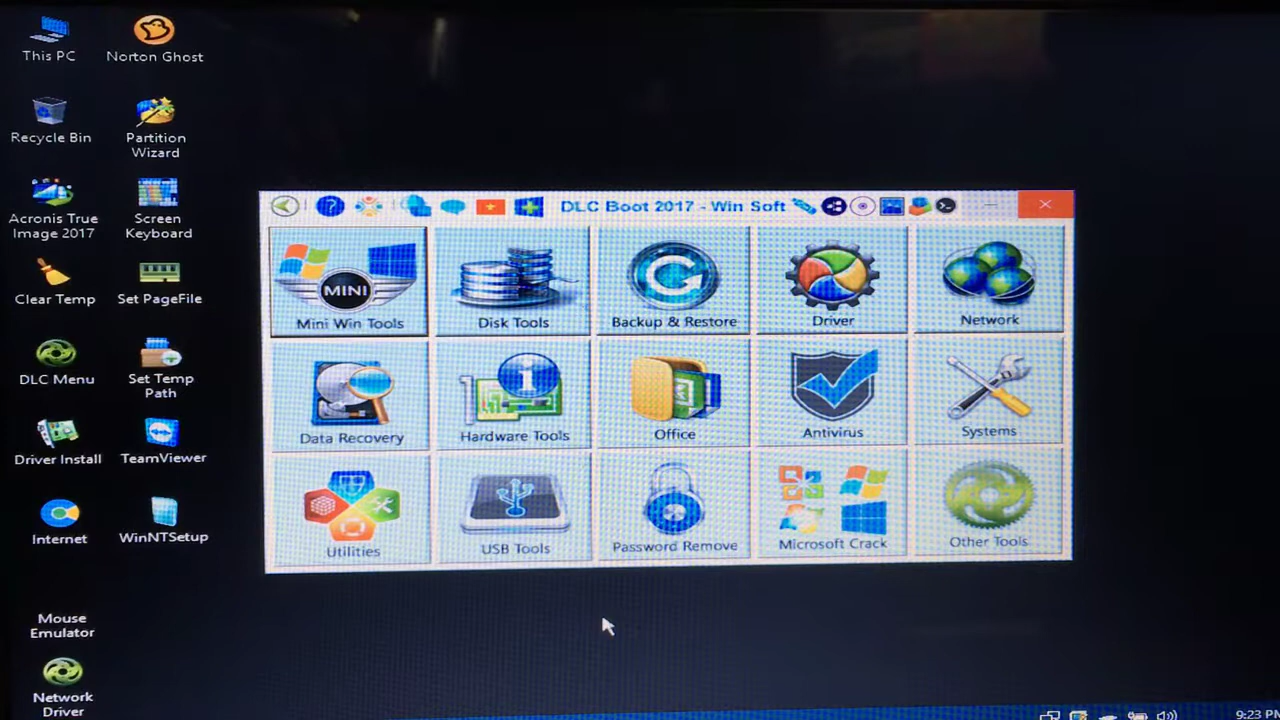 This PC
Norton Ghost
Recycle Bin
Partition
Wizard
Acronis True
Image 2017
Screen
Keyboard
Clear Temp
Set PageFile
DLC Menu
Set Temp
Path
Driver Install
TeamViewer
Internet
WinNTSetup
Mouse
Emulator
Network
Driver
DLC Boot 2017 - Win Soft
MINI
Mini Win Tools
Disk Tools
Backup & Restore
Driver
Network
Data Recovery
Hardware Tools
Office
Antivirus
Systems
Utilities
USB Tools
Password Remove
Microsoft Crack
Other Tools
9:23 PM